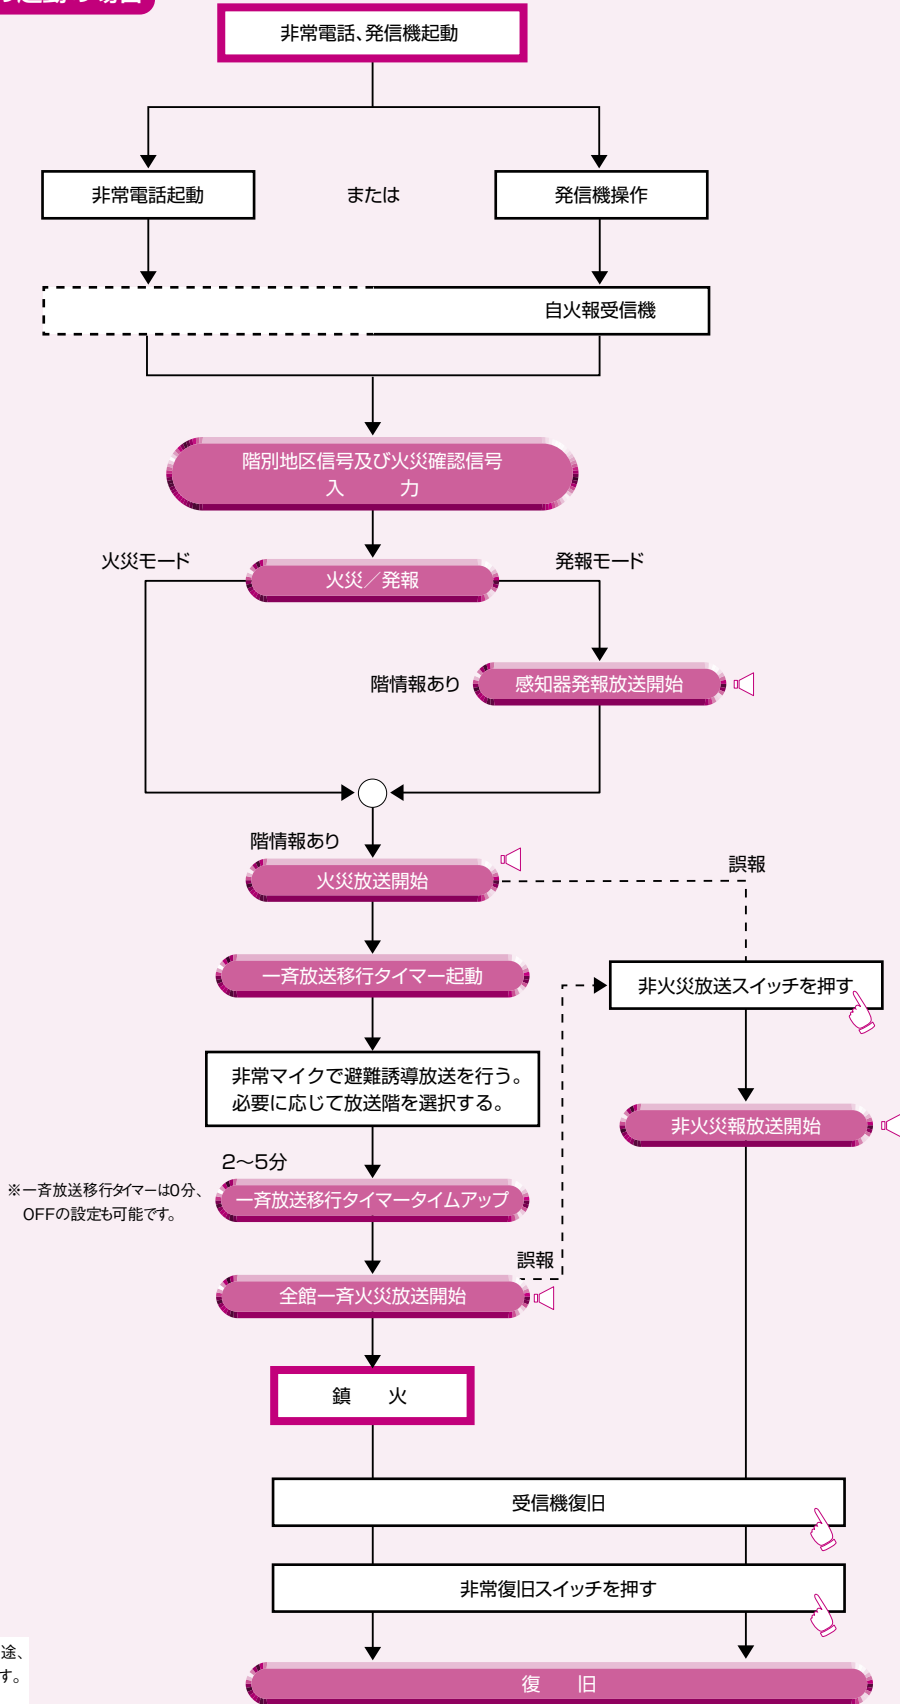 の連動の場合
非常電話、発信機起動
非常電話起動
または
発信機操作
自火報受信機
階別地区信号及び火災確認信号
入　　力
火災モード
火災／発報
発報モード
階情報あり
感知器発報放送開始
階情報あり
火災放送開始
誤報
一斉放送移行タイマー起動
非火災放送スイッチを押す
非常マイクで避難誘導放送を行う。
必要に応じて放送階を選択する。
非火災報放送開始
2〜5分
※一斉放送移行タイマーは0分、
OFFの設定も可能です。
一斉放送移行タイマータイムアップ
誤報
全館一斉火災放送開始
鎮　火
受信機復旧
非常復旧スイッチを押す
途、
す。
復　旧